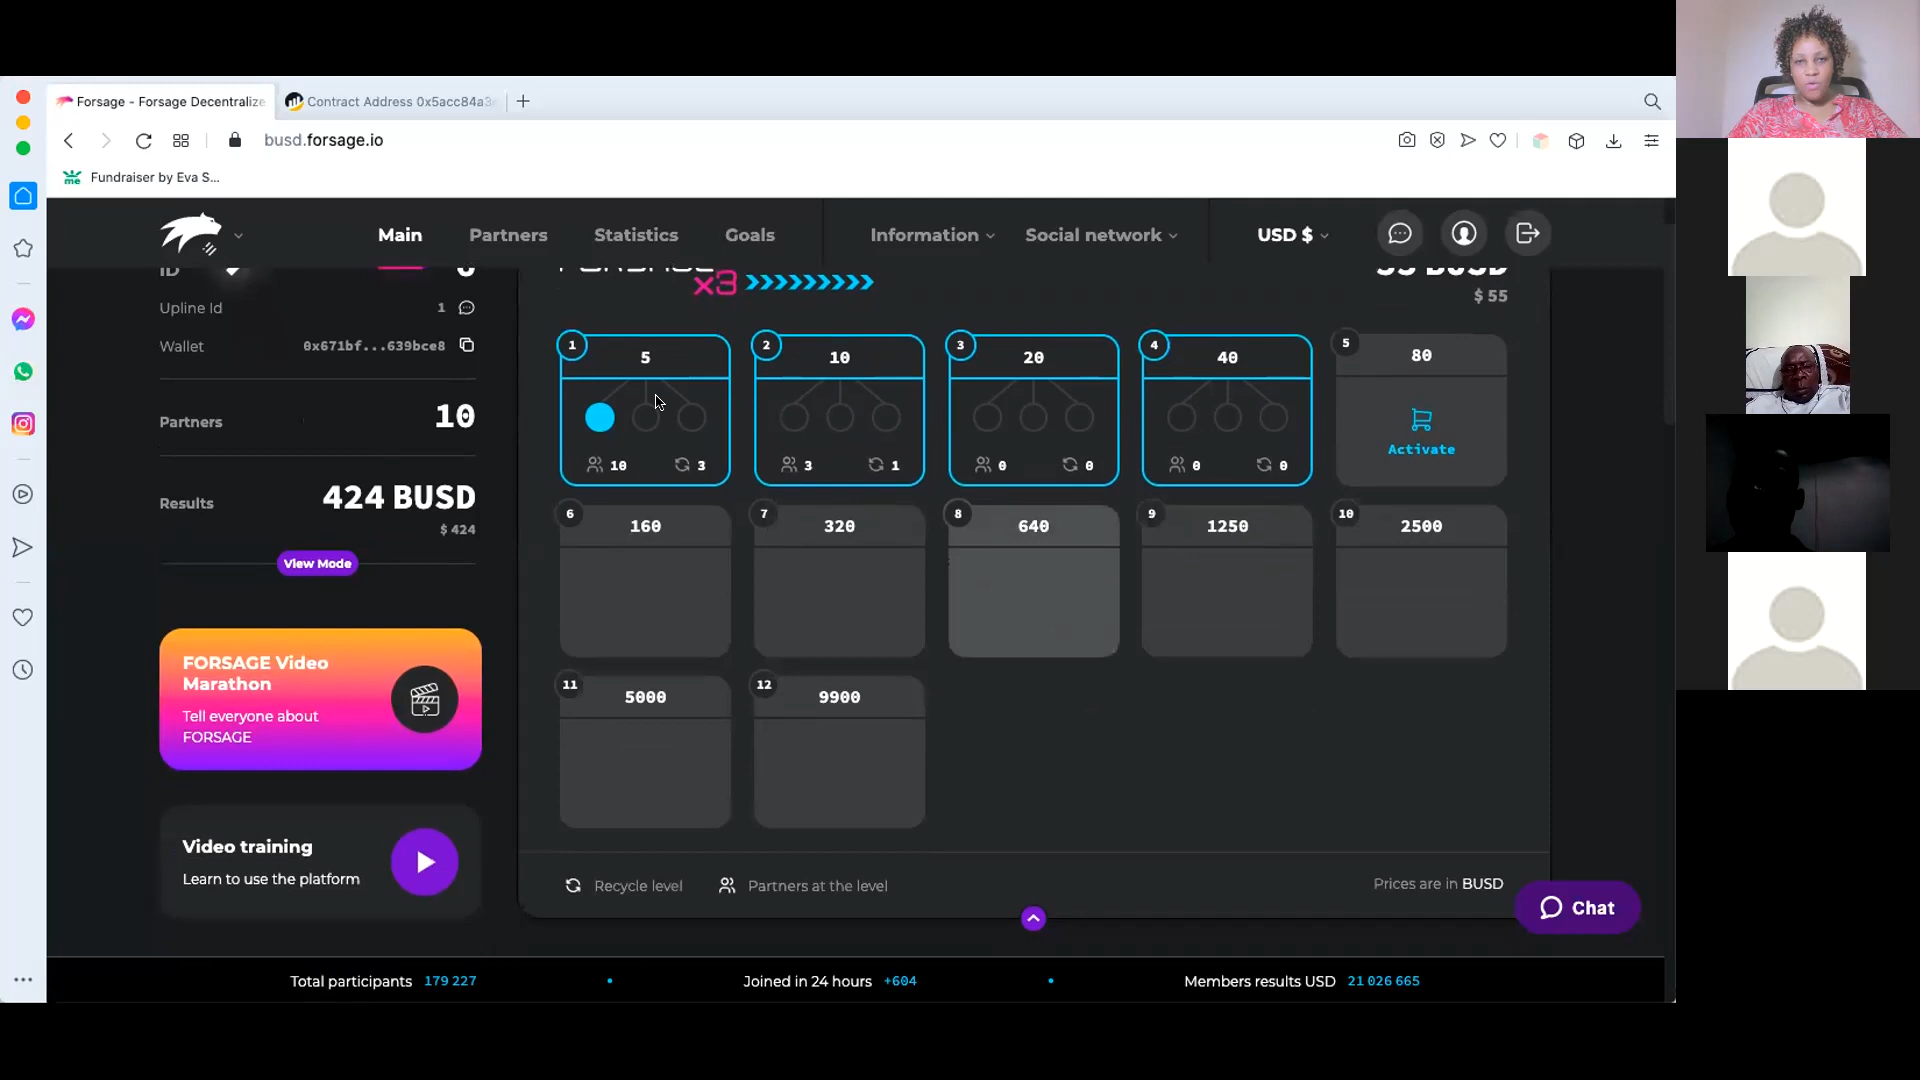 Forsage - Forsage Decentralize
Contract Address 0x5acc84a3
busd.forsage.io
me
Fundraiser by Eva S...
Main
Partners
Statistics
Goals
Information
Social network
USD $
ID
Upline Id
1
Wallet
0x671bf...639bce8
Partners
10
Results
424 BUSD
$ 424
View Mode
FORSAGE Video
Marathon
Tell everyone about
FORSAGE
Video training
Learn to use the platform
FORSAGE
x3
BUSD
$ 55
1
5
10
3
2
10
3
1
3
20
0
0
4
40
0
0
5
80
Activate
6
160
7
320
8
640
9
1250
10
2500
11
5000
12
9900
Recycle level
Partners at the level
Prices are in BUSD
Chat
Total participants 179 227
Joined in 24 hours +604
Members results USD 21 026 665